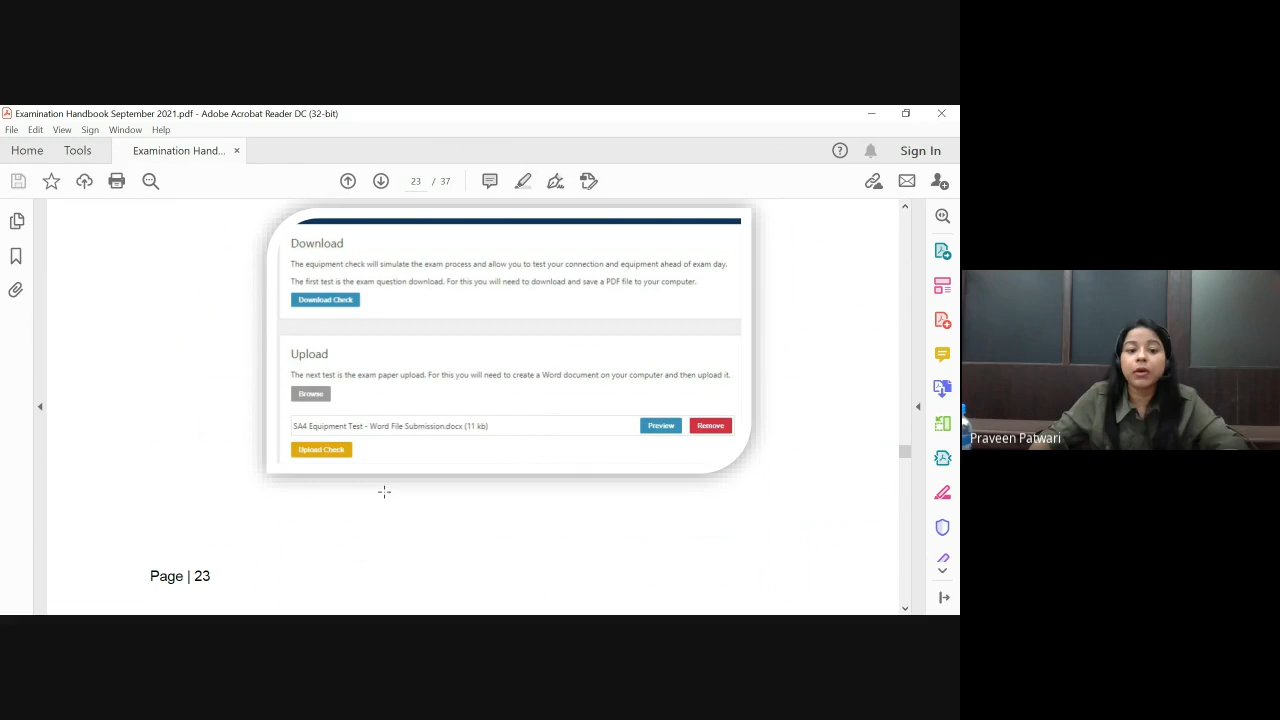 Examination Handbook September 2021.pdf - Adobe Acrobat Reader DC (32-bit)
File Edit View Sign Window Help
Home Tools Examination Hand... × Sign In
23 / 37
Download
The equipment check will simulate the exam process and allow you to test your connection and equipment ahead of exam day.
The first test is the exam question download. For this you will need to download and save a PDF file to your computer.
Download Check
Upload
The next test is the exam paper upload. For this you will need to create a Word document on your computer and then upload it.
Browse
SA4 Equipment Test - Word File Submission.docx (11 kb) Preview Remove
Upload Check
Page | 23
Praveen Patwari